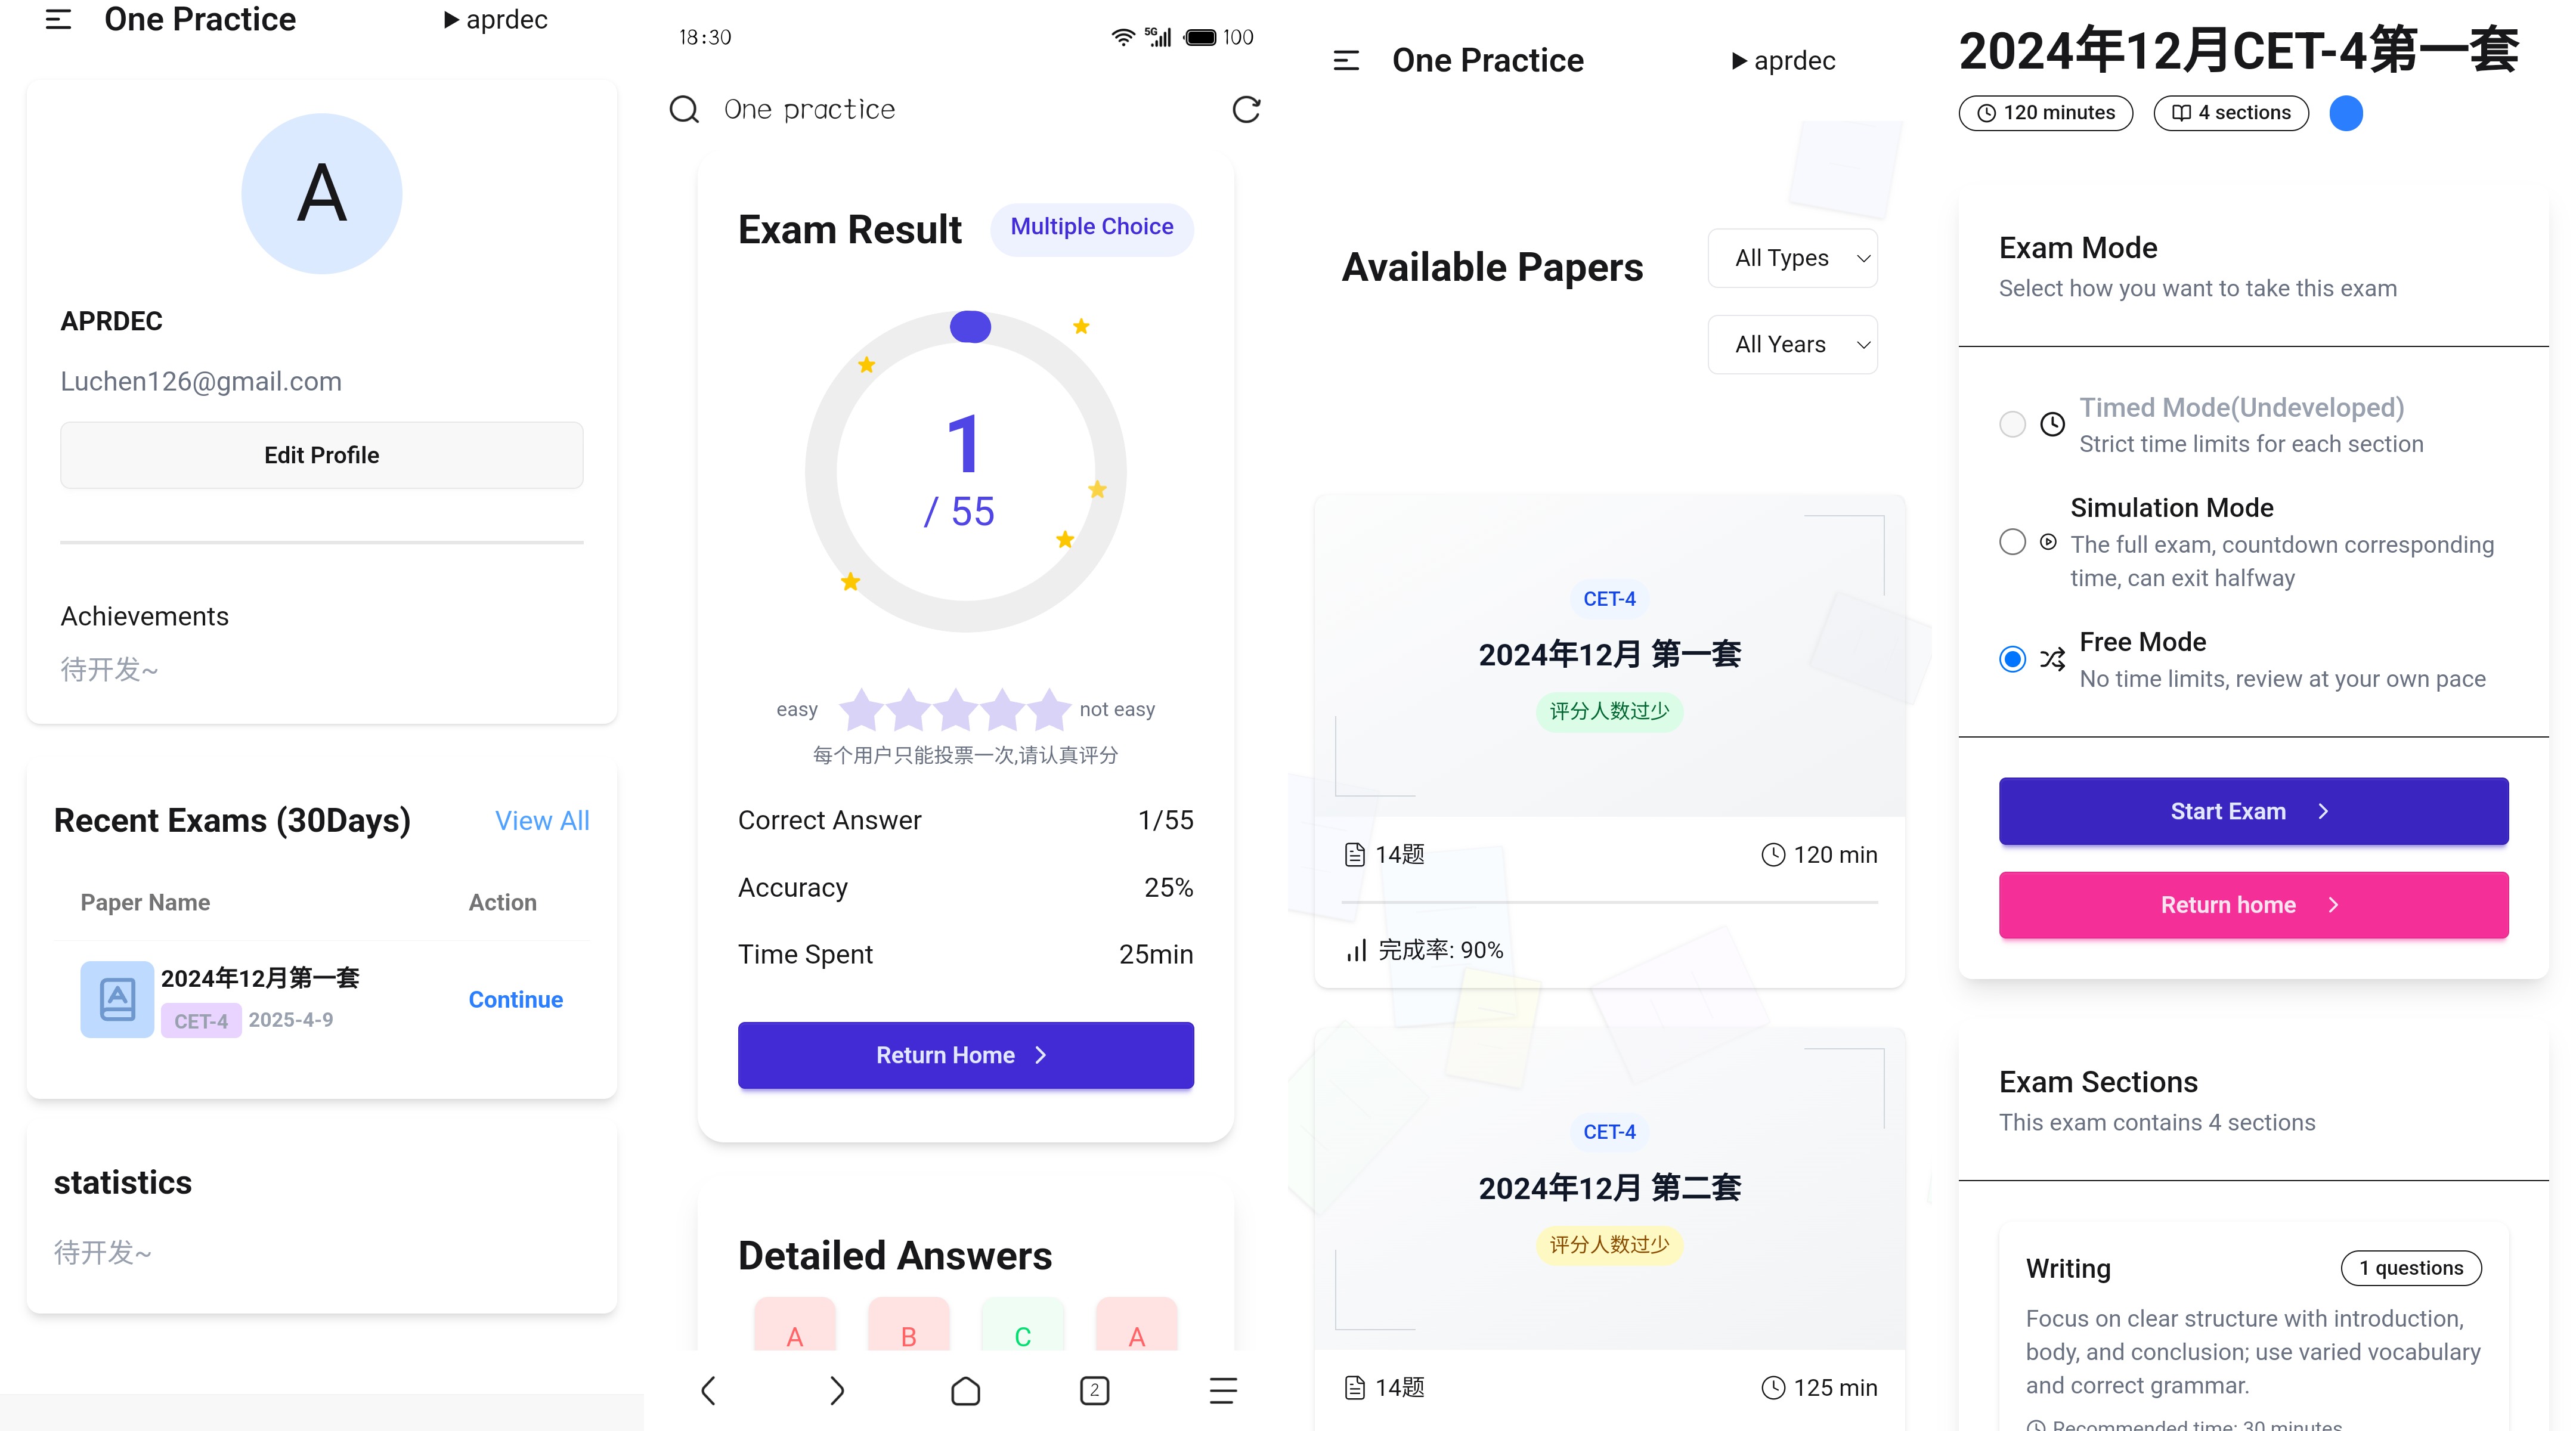 One Practice
aprdec
A
APRDEC
Luchen126@gmail.com
Edit Profile
Achievements
待开发~
Recent Exams (30Days)
View All
Paper Name
Action
2024年12月第一套
CET-4
2025-4-9
Continue
statistics
待开发~
18:30
5G
100
One practice
Exam Result
Multiple Choice
1
/ 55
easy
not easy
每个用户只能投票一次,请认真评分
Correct Answer
1/55
Accuracy
25%
Time Spent
25min
Return Home
Detailed Answers
A
B
C
A
2
One Practice
aprdec
Available Papers
All Types
All Years
CET-4
2024年12月 第一套
评分人数过少
14题
120 min
完成率: 90%
CET-4
2024年12月 第二套
评分人数过少
14题
125 min
2024年12月CET-4第一套
120 minutes
4 sections
Exam Mode
Select how you want to take this exam
Timed Mode(Undeveloped)
Strict time limits for each section
Simulation Mode
The full exam, countdown corresponding
time, can exit halfway
Free Mode
No time limits, review at your own pace
Start Exam
Return home
Exam Sections
This exam contains 4 sections
Writing
1 questions
Focus on clear structure with introduction,
body, and conclusion; use varied vocabulary
and correct grammar.
Recommended time: 30 minutes